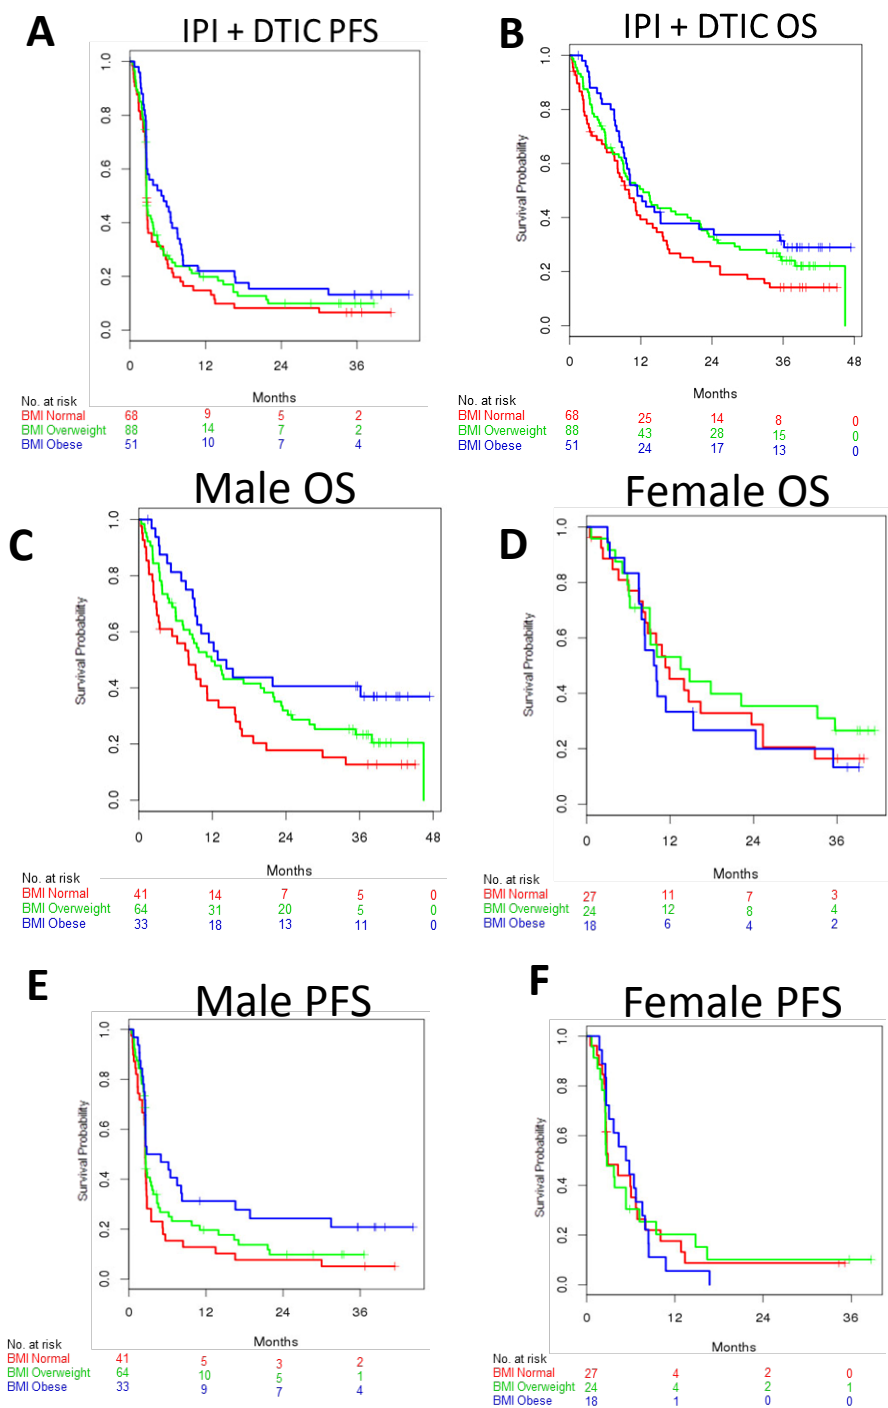 A
IPI + DTIC PFS
0.0 0.2 0.4 0.6 0.8 1.0
0 12 24 36
Months
No. at risk
BMI Normal 68 9 5 2
BMI Overweight 88 14 7 2
BMI Obese 51 10 7 4
B
IPI + DTIC OS
Survival Probability
0.0 0.2 0.4 0.6 0.8 1.0
0 12 24 36 48
Months
No. at risk
BMI Normal 68 25 14 8 0
BMI Overweight 88 43 28 15 0
BMI Obese 51 24 17 13 0
C
Male OS
Survival Probability
0.0 0.2 0.4 0.6 0.8 1.0
0 12 24 36 48
Months
No. at risk
BMI Normal 41 14 7 5 0
BMI Overweight 64 31 20 5 0
BMI Obese 33 18 13 11 0
D
Female OS
Survival Probability
0.0 0.2 0.4 0.6 0.8 1.0
0 12 24 36
Months
No. at risk
BMI Normal 27 11 7 3
BMI Overweight 24 12 8 4
BMI Obese 18 6 4 2
E
Male PFS
Survival Probability
0.0 0.2 0.4 0.6 0.8 1.0
0 12 24 36
Months
No. at risk
BMI Normal 41 5 3 2
BMI Overweight 64 10 5 1
BMI Obese 33 9 7 4
F
Female PFS
Survival Probability
0.0 0.2 0.4 0.6 0.8 1.0
0 12 24 36
Months
No. at risk
BMI Normal 27 4 2 0
BMI Overweight 24 4 2 1
BMI Obese 18 1 0 0